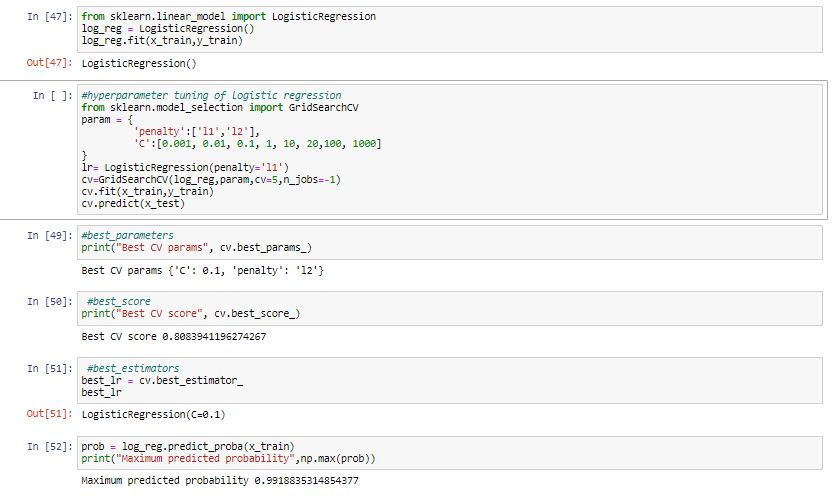 In [47]: from sklearn.linear_model import LogisticRegression
log_reg = LogisticRegression()
log_reg.fit(x_train,y_train)
Out[47]: LogisticRegression()
In [ ]: #hyperparameter tuning of logistic regression
from sklearn.model_selection import GridSearchCV
param = {
'penalty':['l1','l2'],
'C':[0.001, 0.01, 0.1, 1, 10, 20,100, 1000]
}
lr= LogisticRegression(penalty='l1')
cv=GridSearchCV(log_reg,param,cv=5,n_jobs=-1)
cv.fit(x_train,y_train)
cv.predict(x_test)
In [49]: #best_parameters
print("Best CV params", cv.best_params_)
Best CV params {'C': 0.1, 'penalty': 'l2'}
In [50]: #best_score
print("Best CV score", cv.best_score_)
Best CV score 0.8083941196274267
In [51]: #best_estimators
best_lr = cv.best_estimator_
best_lr
Out[51]: LogisticRegression(C=0.1)
In [52]: prob = log_reg.predict_proba(x_train)
print("Maximum predicted probability",np.max(prob))
Maximum predicted probability 0.9918835314854377